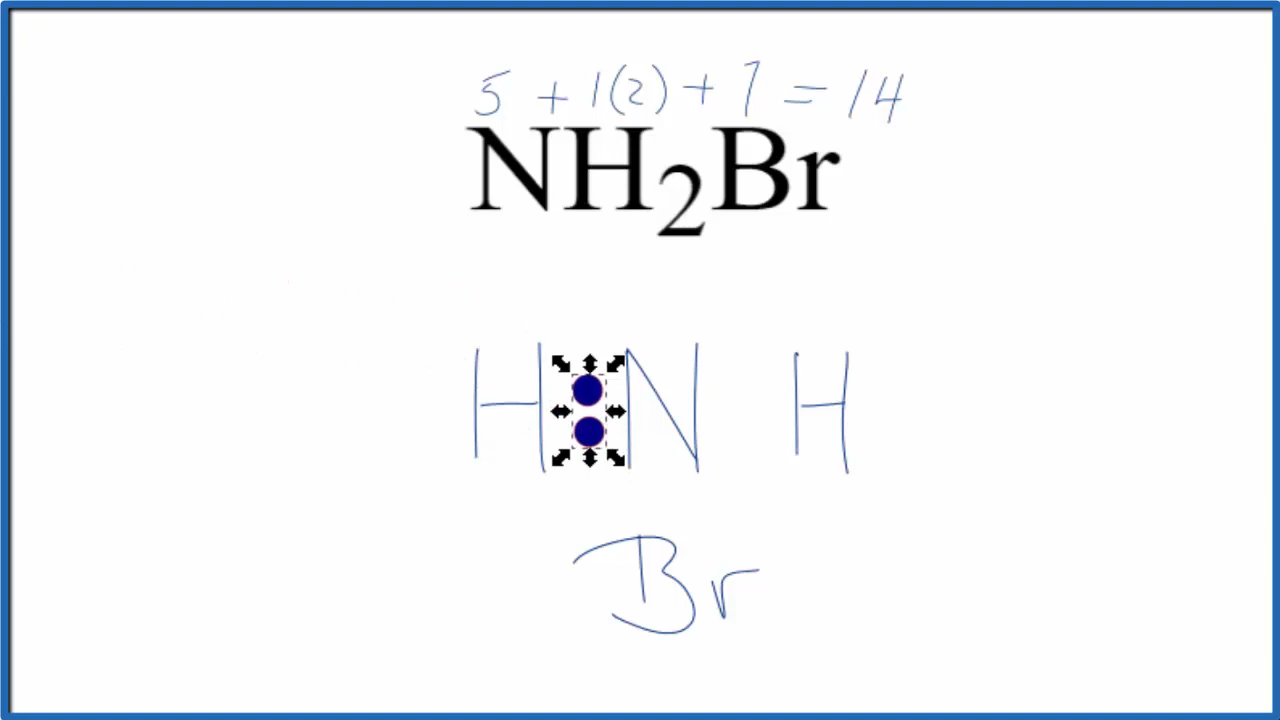 5 + 1(2) + 7 = 14
NH₂Br
H N H
Br